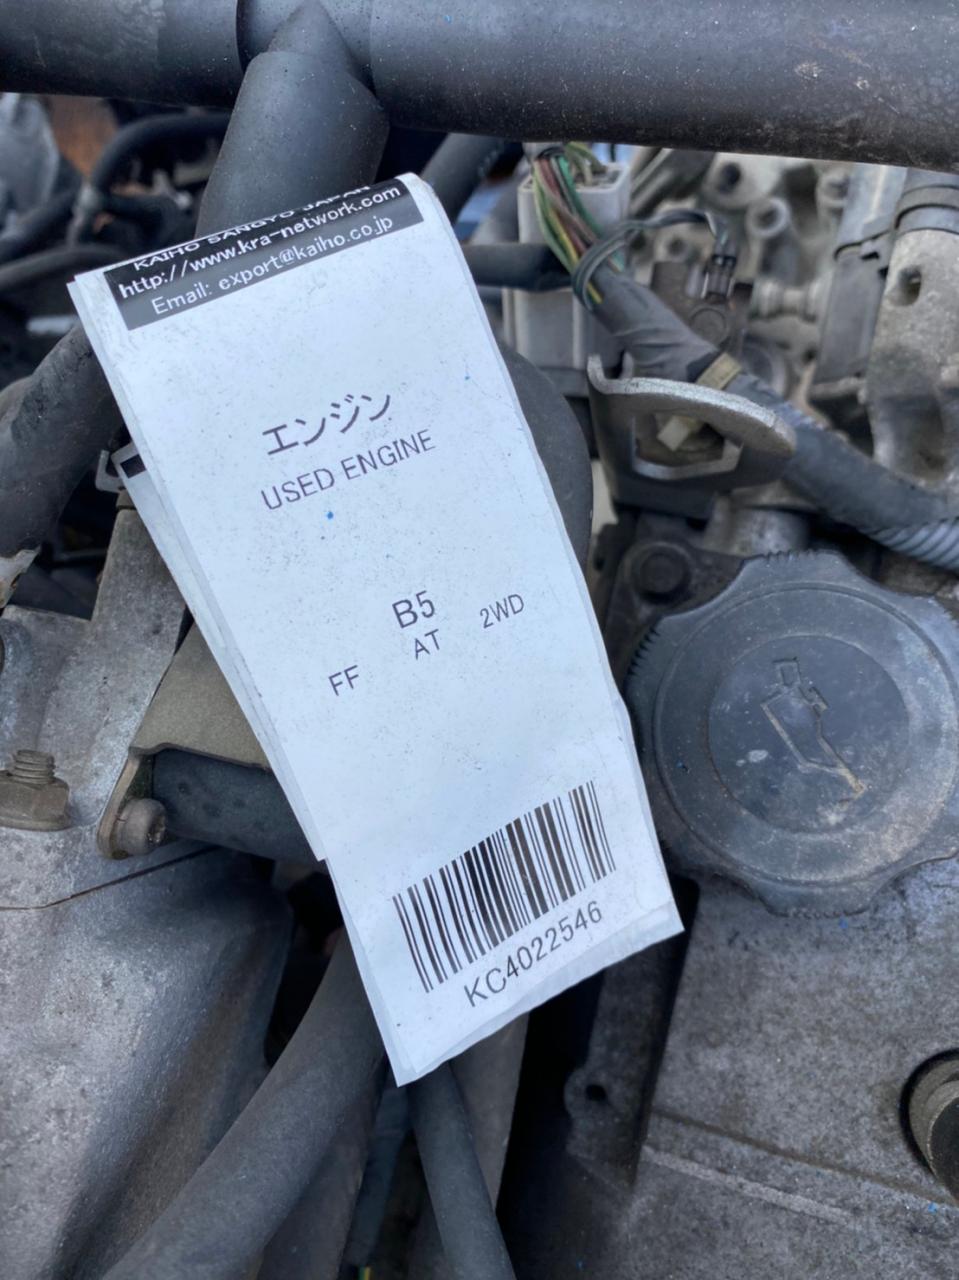 KAIHO SANGYO JAPAN
http://www.kra-network.com
Email: export@kaiho.co.jp
エンジン
USED ENGINE
B5
FF AT 2WD
KC4022546